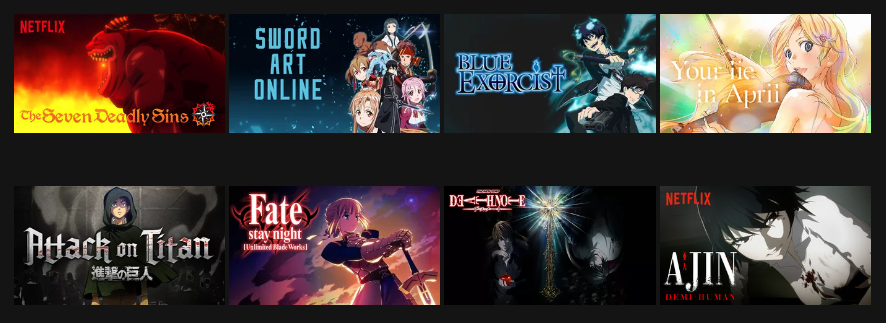 NETFLIX
The Seven Deadly Sins
SWORD
ART
ONLINE
BLUE
EXORCIST
Your lie
in April
Attack on Titan
進撃の巨人
Fate
stay night
[Unlimited Blade Works]
DEATH NOTE
NETFLIX
AJIN
DEMI HUMAN